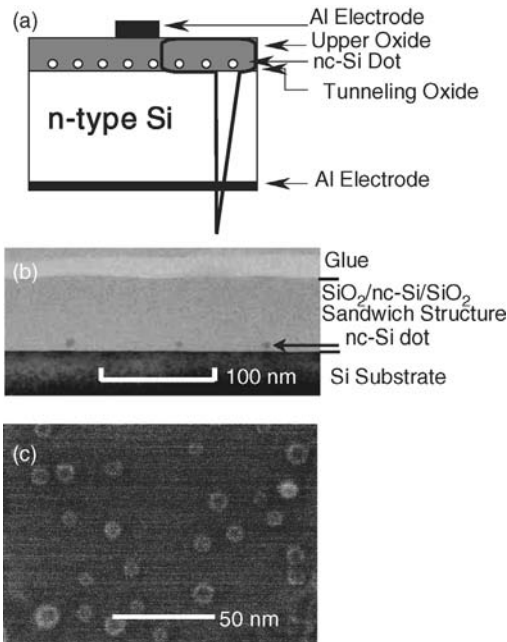 (a)
Al Electrode
Upper Oxide
nc-Si Dot
Tunneling Oxide
n-type Si
Al Electrode
(b)
Glue
SiO₂/nc-Si/SiO₂
Sandwich Structure
nc-Si dot
100 nm
Si Substrate
(c)
50 nm